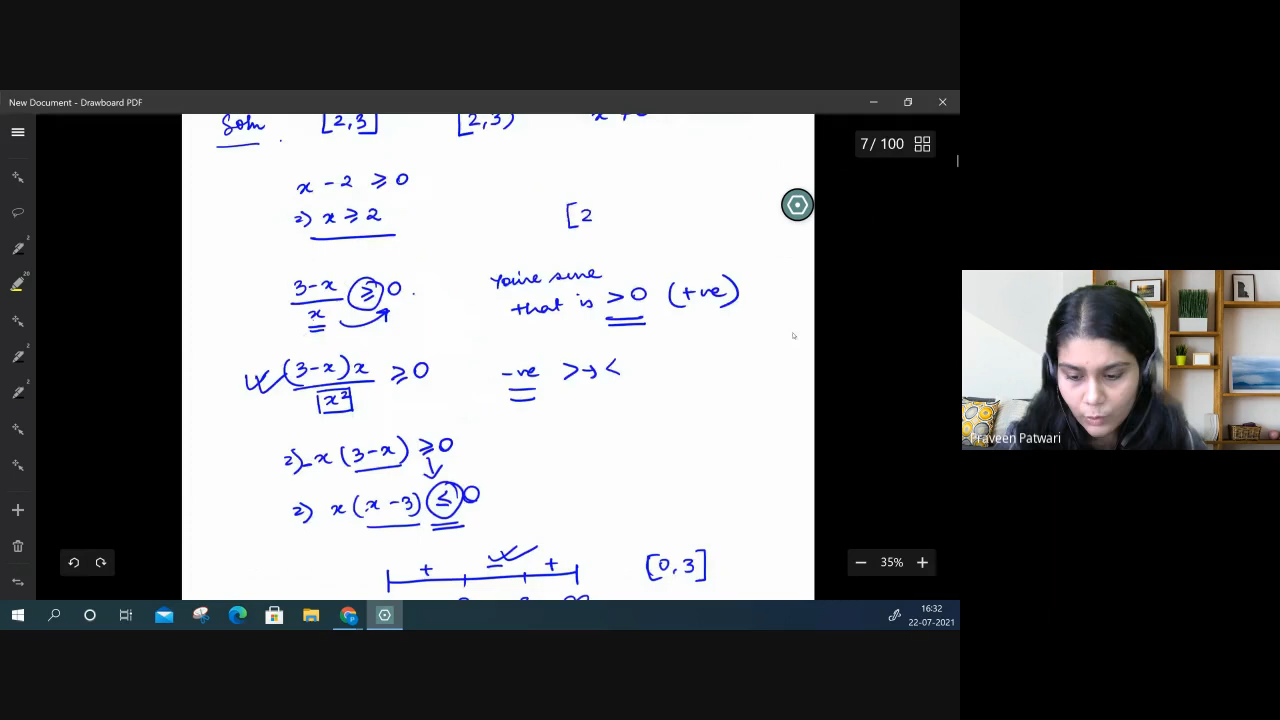 New Document - Drawboard PDF
Soln. [2,3] [2,3)
7 / 100
x - 2 ≥ 0
⇒ x ≥ 2 [2
3-x/x ≥ 0.
You're sure
that is > 0 (+ve)
(3-x)x/x² ≥ 0 -ve > → <
⇒ x (3-x) ≥ 0
⇒ x (x - 3) ≤ 0
+ - + [0, 3]
35%
16:32
22-07-2021
Praveen Patwari